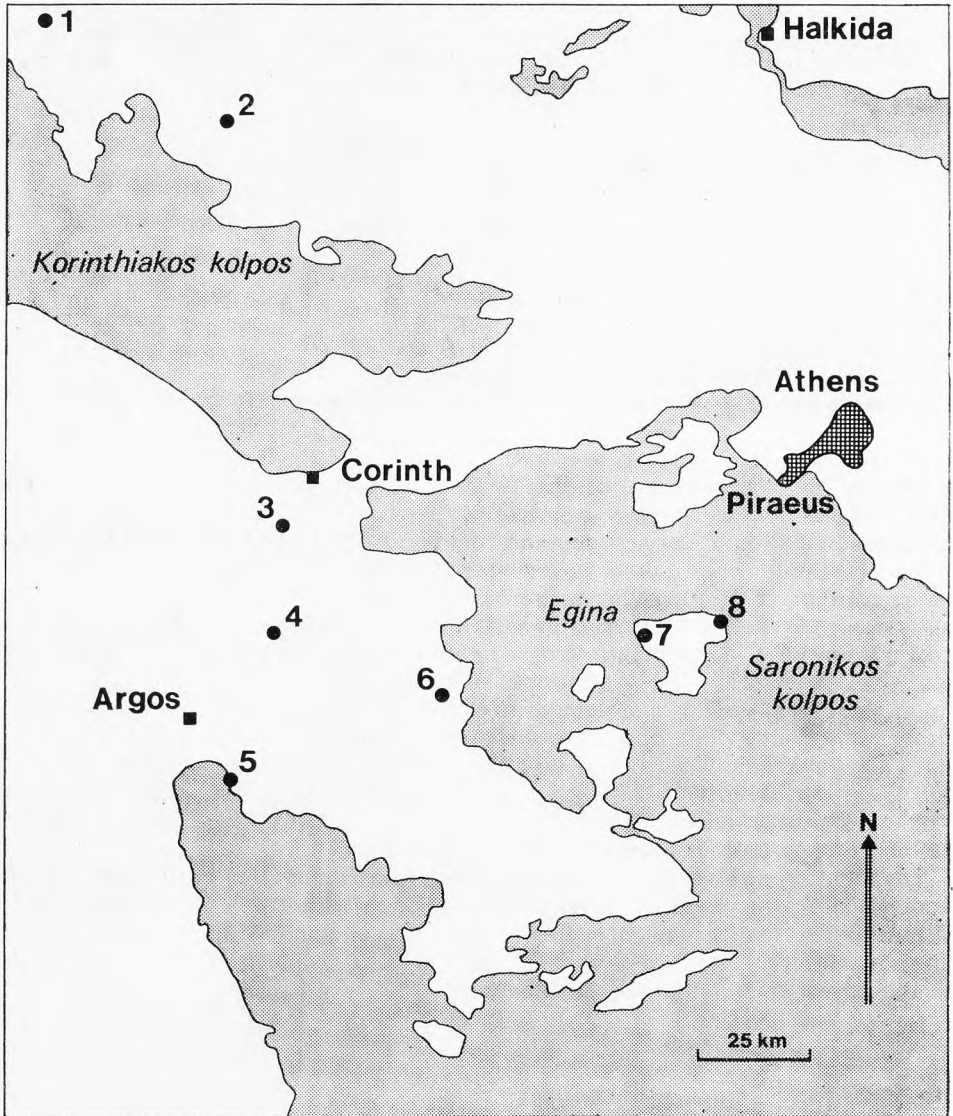 1
Halkida
2
Korinthiakos kolpos
Athens
Corinth
Piraeus
3
Egina
8
4
7
Saronikos
kolpos
6
Argos
5
N
25 km